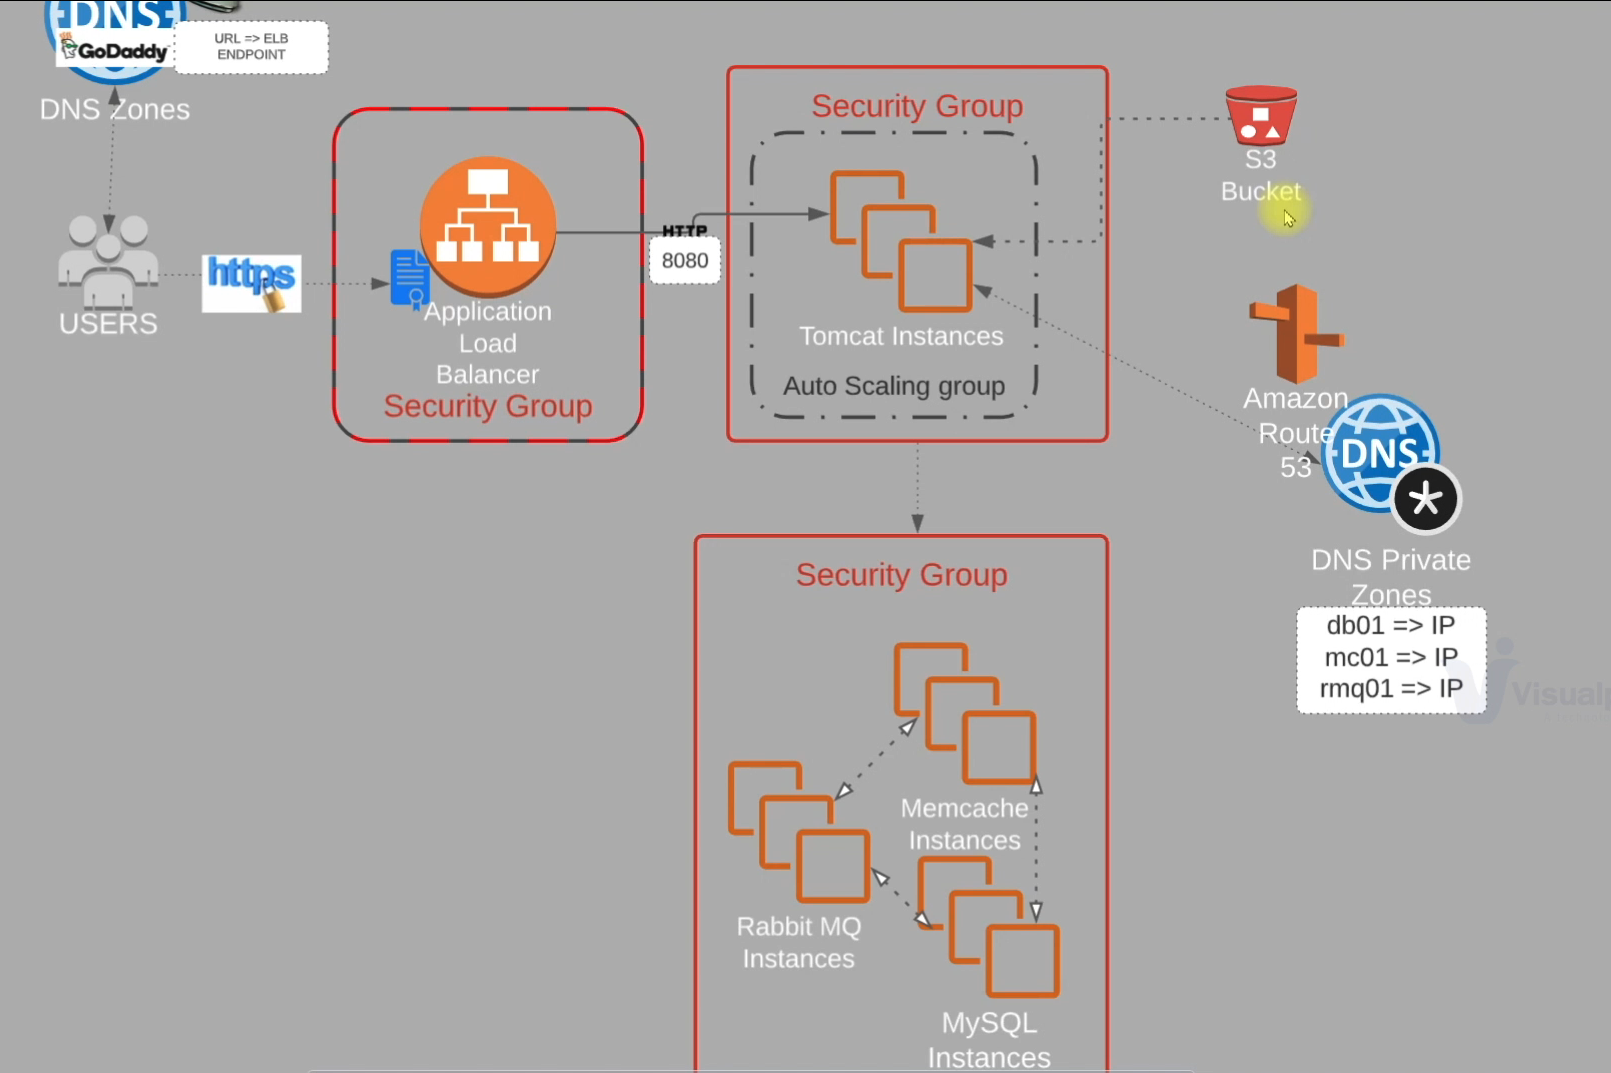 DNS
GoDaddy
URL => ELB
ENDPOINT
DNS Zones
USERS
https
Application
Load
Balancer
Security Group
HTTP
8080
Security Group
Tomcat Instances
Auto Scaling group
S3
Bucket
Amazon
Route
53
DNS
DNS Private
Zones
db01 => IP
mc01 => IP
rmq01 => IP
Security Group
Memcache
Instances
Rabbit MQ
Instances
MySQL
Instances